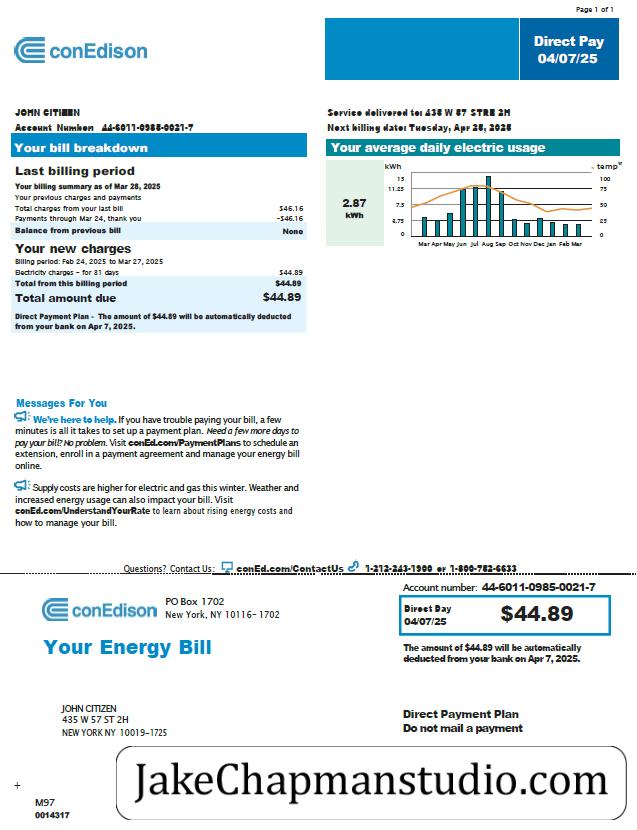 Page 1 of 1
conEdison
Direct Pay
04/07/25
JOHN CITIZEN
Account Number: 44-6011-0985-0021-7
Service delivered to: 435 W 57 STRE 2H
Next billing date: Tuesday, Apr 25, 2025
Your bill breakdown
Last billing period
Your billing summary as of Mar 28, 2025
Your previous charges and payments
Total charges from your last bill $46.16
Payments through Mar 24, thank you -$46.16
Balance from previous bill None
Your new charges
Billing period: Feb 24, 2025 to Mar 27, 2025
Electricity charges - for 31 days $44.89
Total from this billing period $44.89
Total amount due $44.89
Direct Payment Plan - The amount of $44.89 will be automatically deducted
from your bank on Apr 7, 2025.
Your average daily electric usage
kWh temp°
2.87
kWh
15 100
11.25 75
7.5 50
3.75 25
0 0
Mar Apr May Jun Jul Aug Sep Oct Nov Dec Jan Feb Mar
Messages For You
We're here to help. If you have trouble paying your bill, a few
minutes is all it takes to set up a payment plan. Need a few more days to
pay your bill? No problem. Visit conEd.com/PaymentPlans to schedule an
extension, enroll in a payment agreement and manage your energy bill
online.
Supply costs are higher for electric and gas this winter. Weather and
increased energy usage can also impact your bill. Visit
conEd.com/UnderstandYourRate to learn about rising energy costs and
how to manage your bill.
Questions? Contact Us: conEd.com/ContactUs 1-212-243-1900 or 1-800-752-6633
conEdison
PO Box 1702
New York, NY 10116-1702
Account number: 44-6011-0985-0021-7
Direct Day
04/07/25
$44.89
Your Energy Bill
The amount of $44.89 will be automatically
deducted from your bank on Apr 7, 2025.
JOHN CITIZEN
435 W 57 ST 2H
NEW YORK NY 10019-1725
Direct Payment Plan
Do not mail a payment
JakeChapmanstudio.com
+
M97
0014317